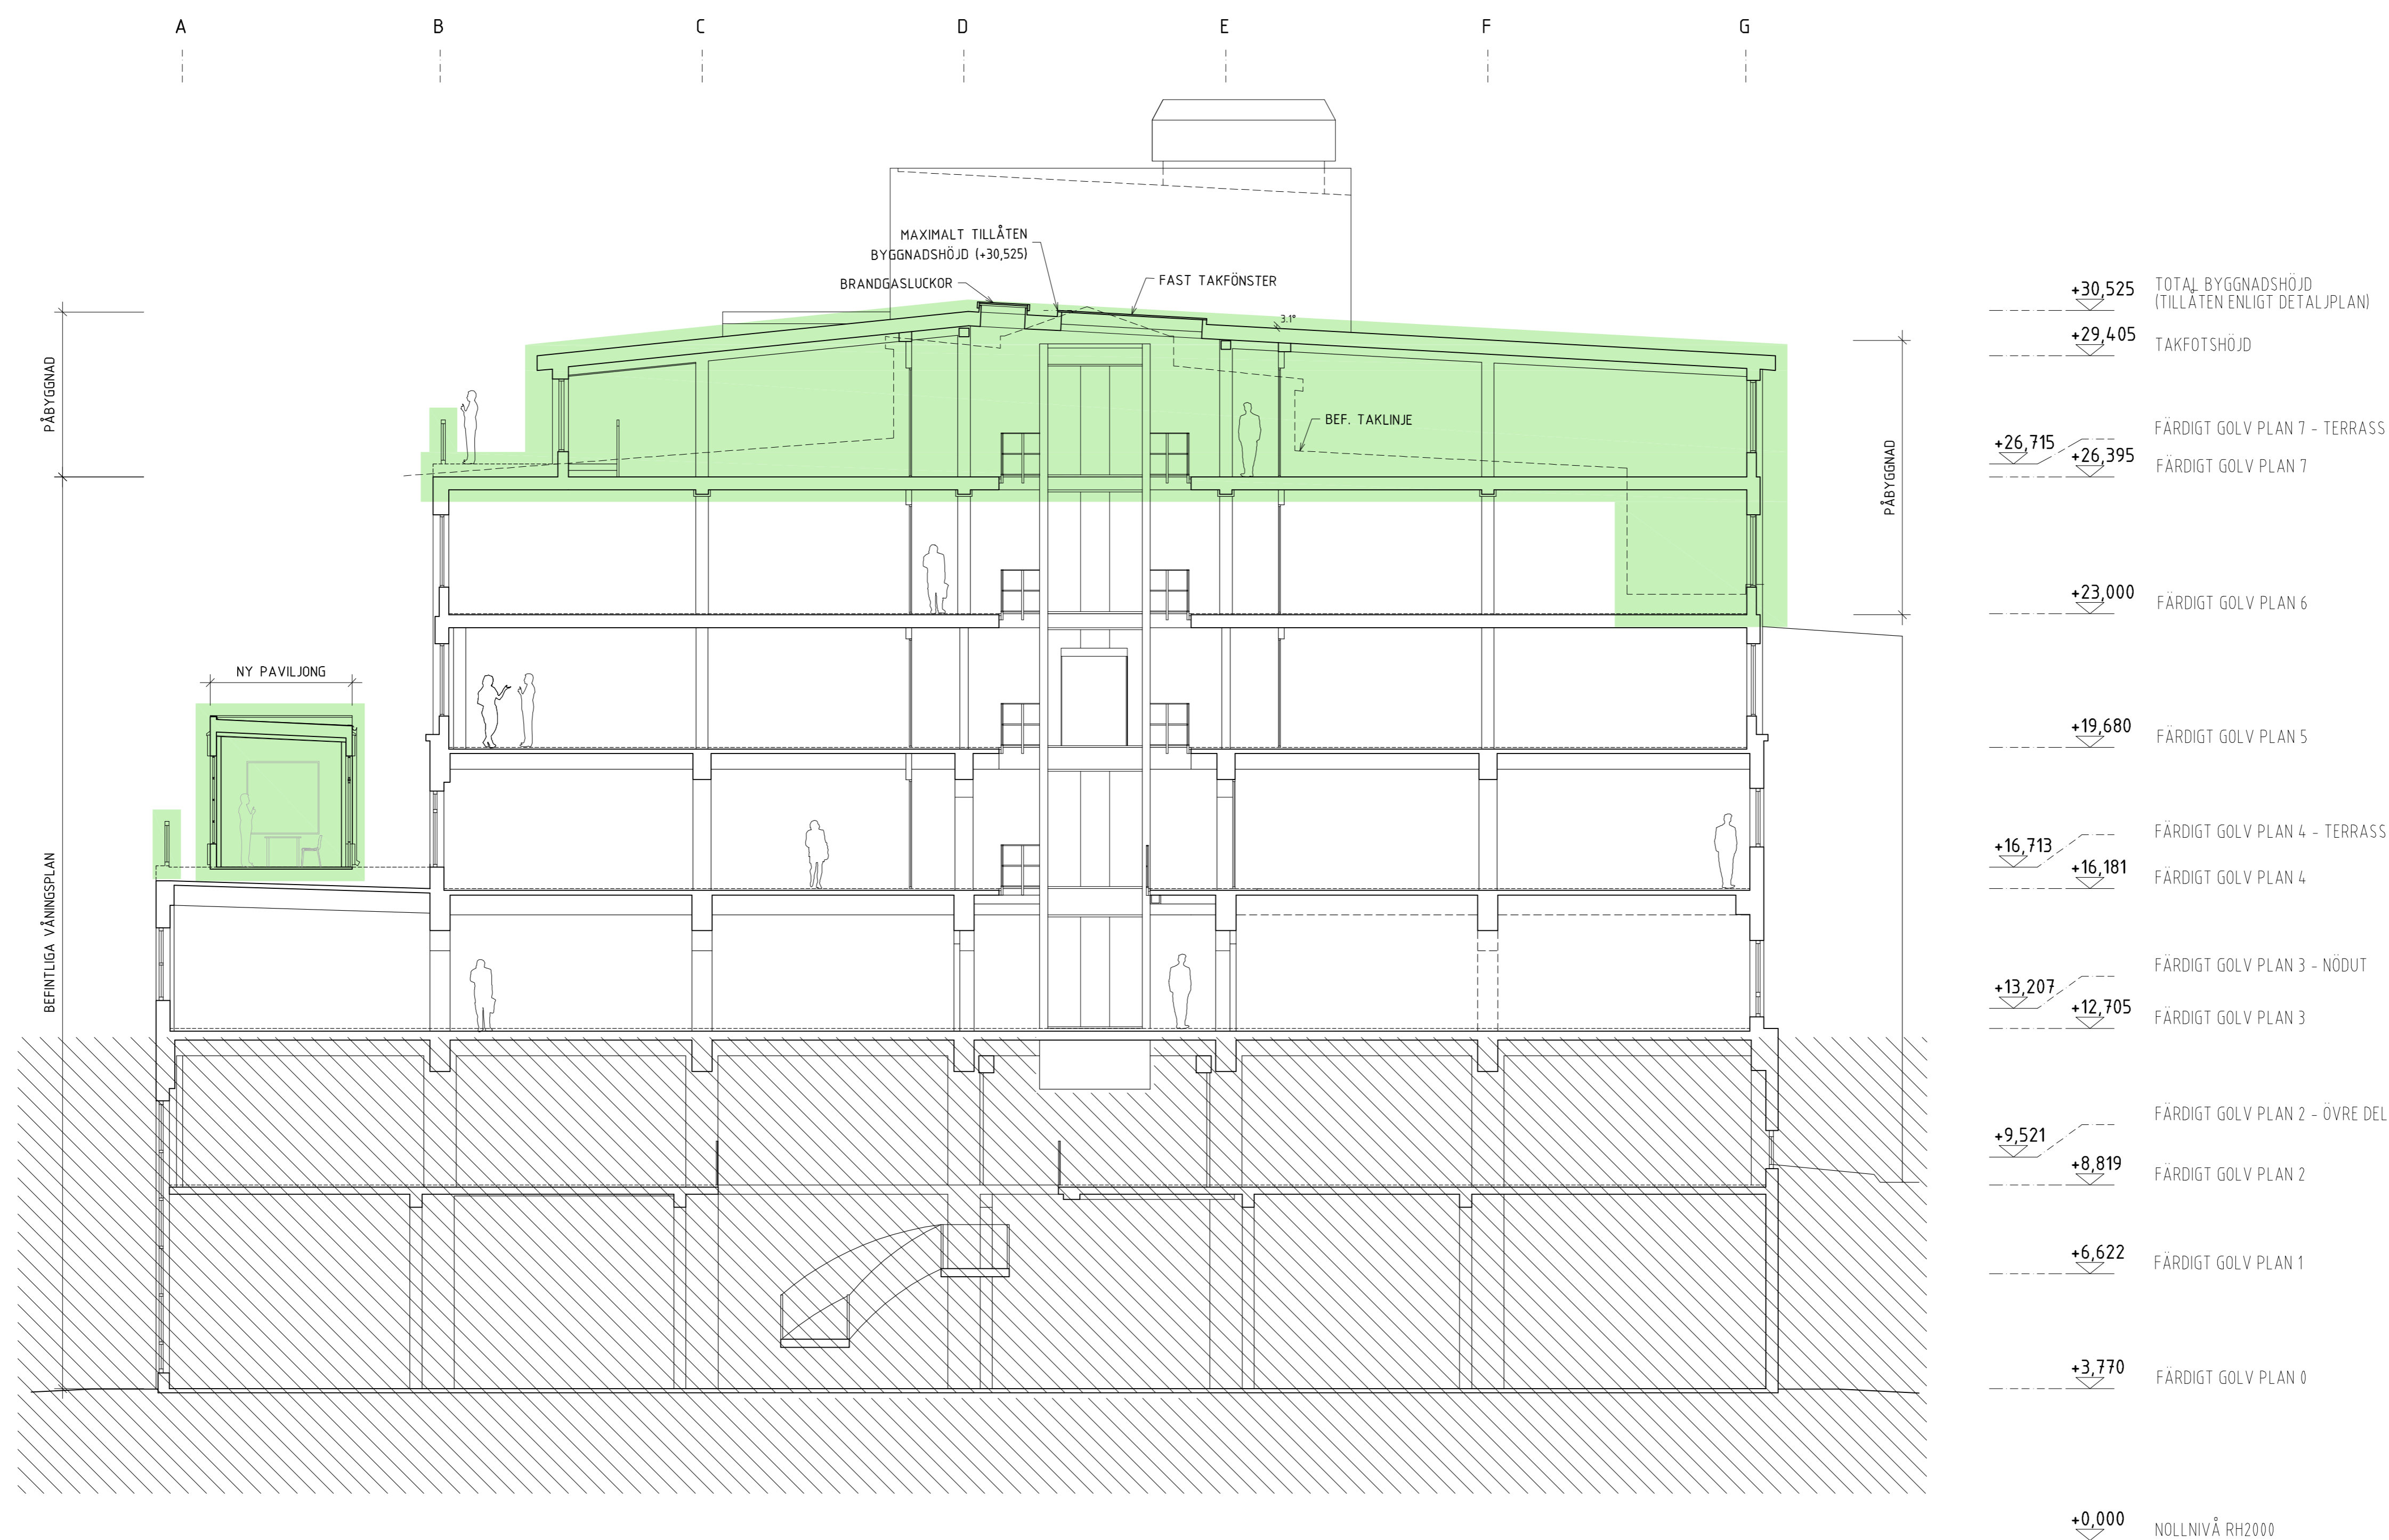 A
B
C
D
E
F
G
MAXIMALT TILLÅTEN
BYGGNADSHÖJD (+30,525)
BRANDGASLUCKOR
FAST TAKFÖNSTER
3.1°
BEF. TAKLINJE
PÅBYGGNAD
PÅBYGGNAD
NY PAVILJONG
BEFINTLIGA VÅNINGSPLAN
+30,525 TOTAL BYGGNADSHÖJD
(TILLÅTEN ENLIGT DETALJPLAN)
+29,405 TAKFOTSHÖJD
+26,715 FÄRDIGT GOLV PLAN 7 - TERRASS
+26,395 FÄRDIGT GOLV PLAN 7
+23,000 FÄRDIGT GOLV PLAN 6
+19,680 FÄRDIGT GOLV PLAN 5
+16,713 FÄRDIGT GOLV PLAN 4 - TERRASS
+16,181 FÄRDIGT GOLV PLAN 4
+13,207 FÄRDIGT GOLV PLAN 3 - NÖDUT
+12,705 FÄRDIGT GOLV PLAN 3
+9,521 FÄRDIGT GOLV PLAN 2 - ÖVRE DEL
+8,819 FÄRDIGT GOLV PLAN 2
+6,622 FÄRDIGT GOLV PLAN 1
+3,770 FÄRDIGT GOLV PLAN 0
+0,000 NOLLNIVÅ RH2000